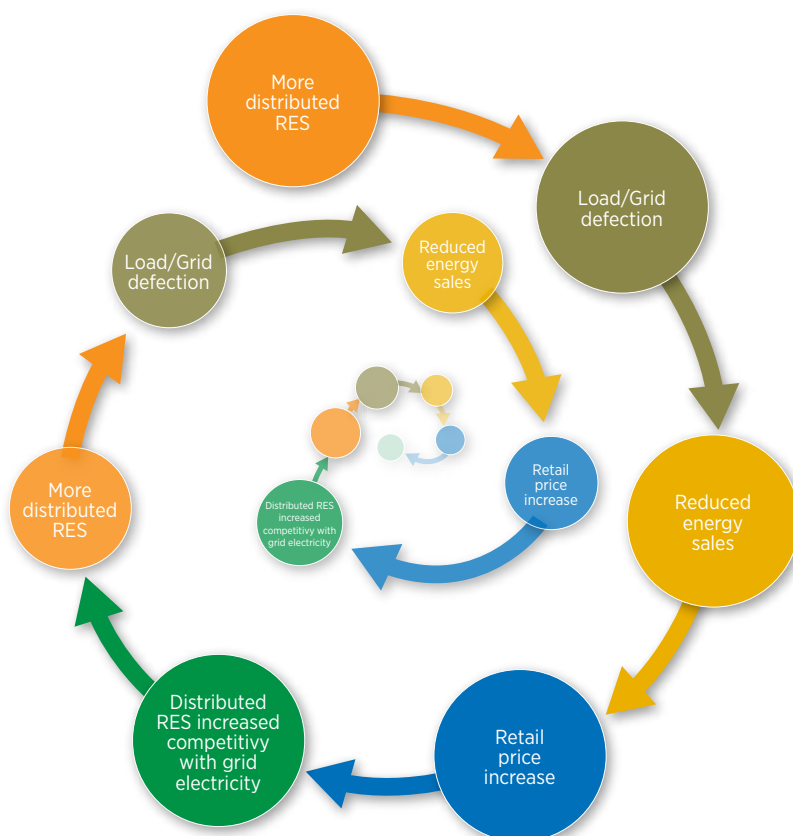 More
distributed
RES
Load/Grid
defection
Reduced
energy
sales
Retail
price
increase
Distributed
RES increased
competitivy
with grid
electricity
More
distributed
RES
Load/Grid
defection
Reduced
energy
sales
Retail
price
increase
Distributed RES
increased
competitivy with
grid electricity